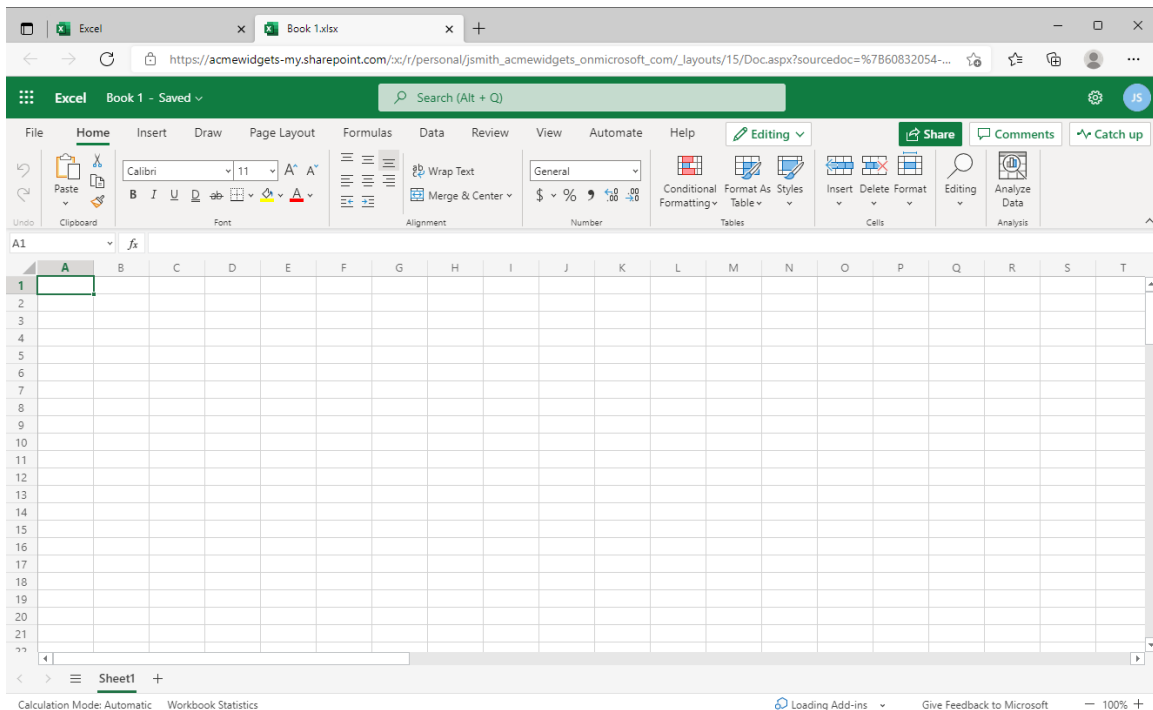 Excel
Book 1.xlsx
https://acmewidgets-my.sharepoint.com/:x:/r/personal/jsmith_acmewidgets_onmicrosoft_com/_layouts/15/Doc.aspx?sourcedoc=%7B60832054-...
Excel Book 1 - Saved Search (Alt + Q) JS
File Home Insert Draw Page Layout Formulas Data Review View Automate Help Editing Share Comments Catch up
Calibri 11 Wrap Text General
Paste B I U D ab A Merge & Center $ % 9 .00 Conditional Formatting Format As Table Styles Insert Delete Format Editing Analyze Data
Undo Clipboard Font Alignment Number Tables Cells Analysis
A1 fx
A B C D E F G H I J K L M N O P Q R S T
1
2
3
4
5
6
7
8
9
10
11
12
13
14
15
16
17
18
19
20
21
22
Sheet1
Calculation Mode: Automatic Workbook Statistics Loading Add-ins Give Feedback to Microsoft 100%